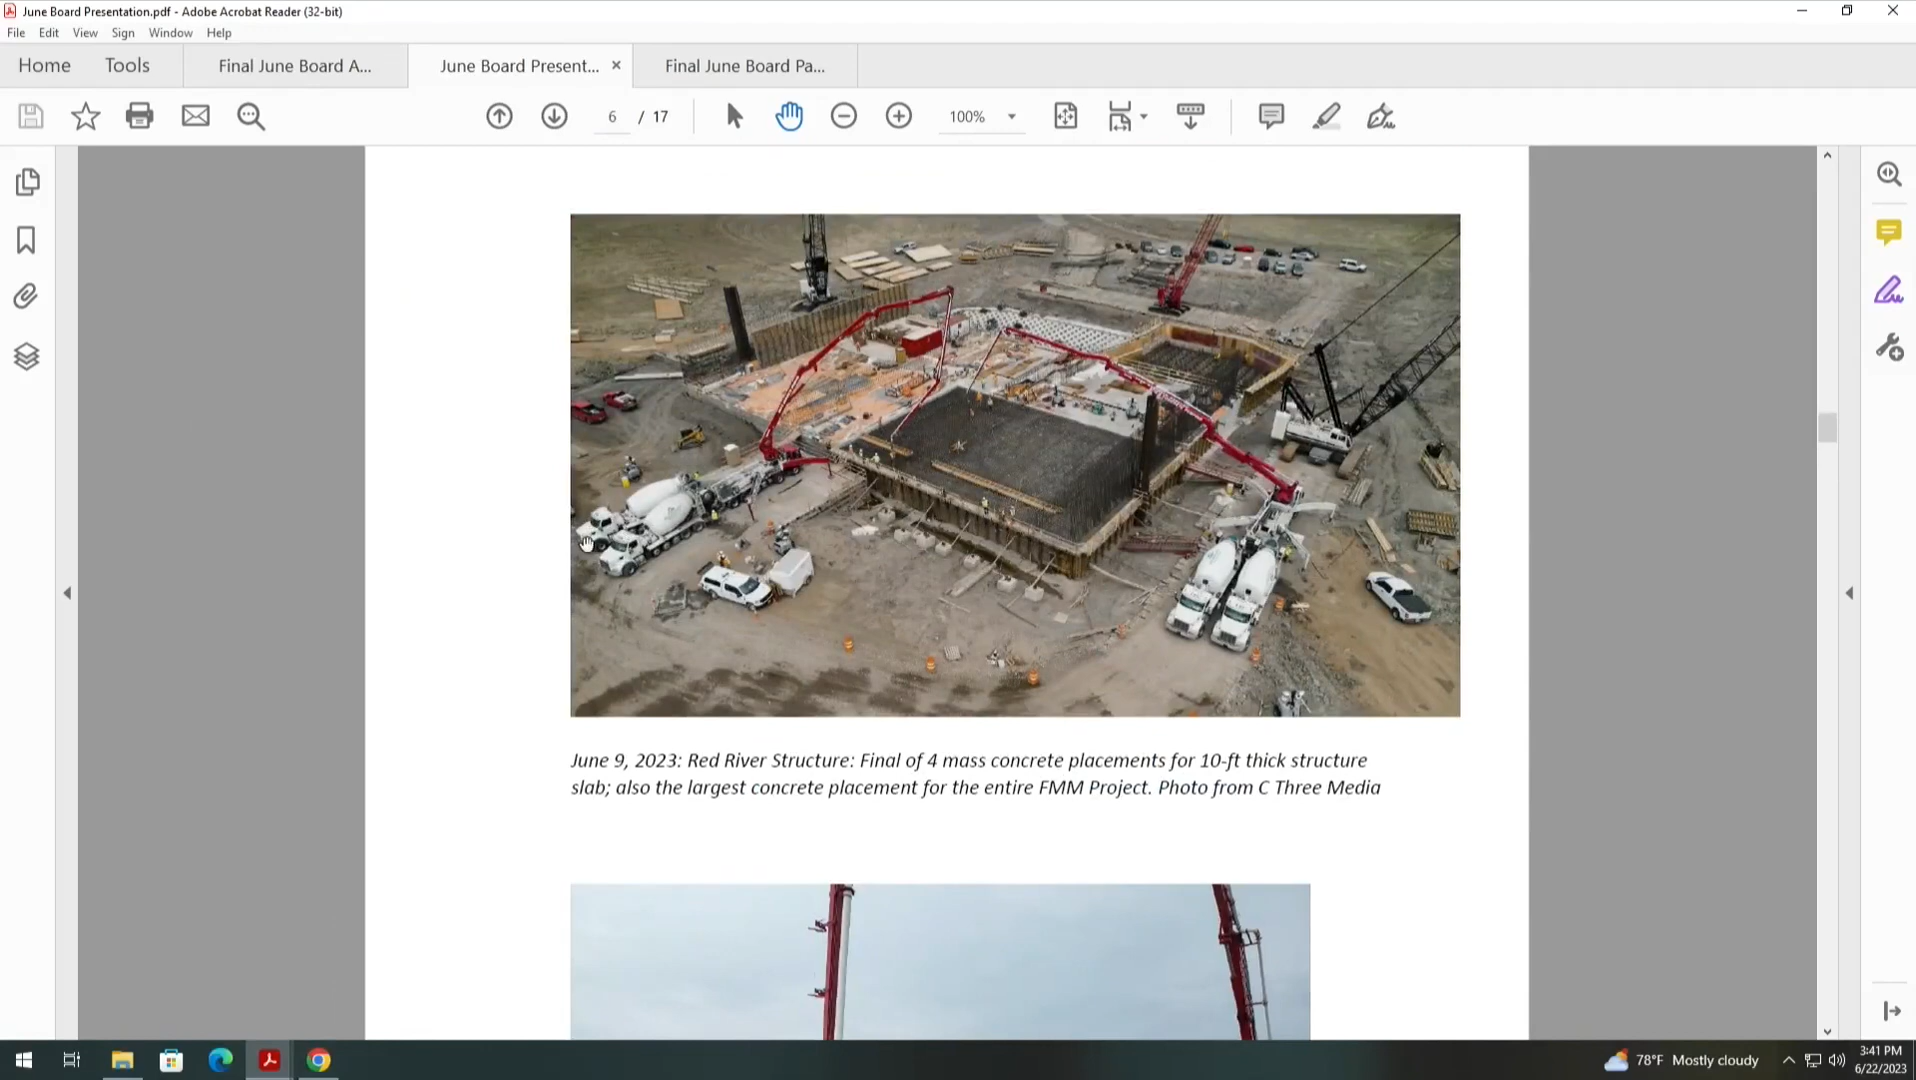 June Board Presentation.pdf - Adobe Acrobat Reader (32-bit)
File Edit View Sign Window Help
Home Tools Final June Board A... June Board Present... × Final June Board Pa...
6 / 17 100%
June 9, 2023: Red River Structure: Final of 4 mass concrete placements for 10-ft thick structure
slab; also the largest concrete placement for the entire FMM Project. Photo from C Three Media
78°F Mostly cloudy
3:41 PM
6/22/2023